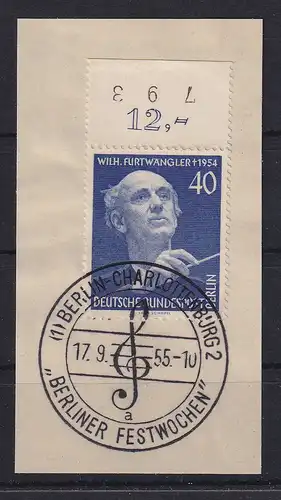 7 9 3
12,-
WILH. FURTWÄNGLER † 1954
40
DEUTSCHE BUNDESPOST BERLIN
(1) BERLIN-CHARLOTTENBURG 2
17.9. 55.-10
a
"BERLINER FESTWOCHEN"